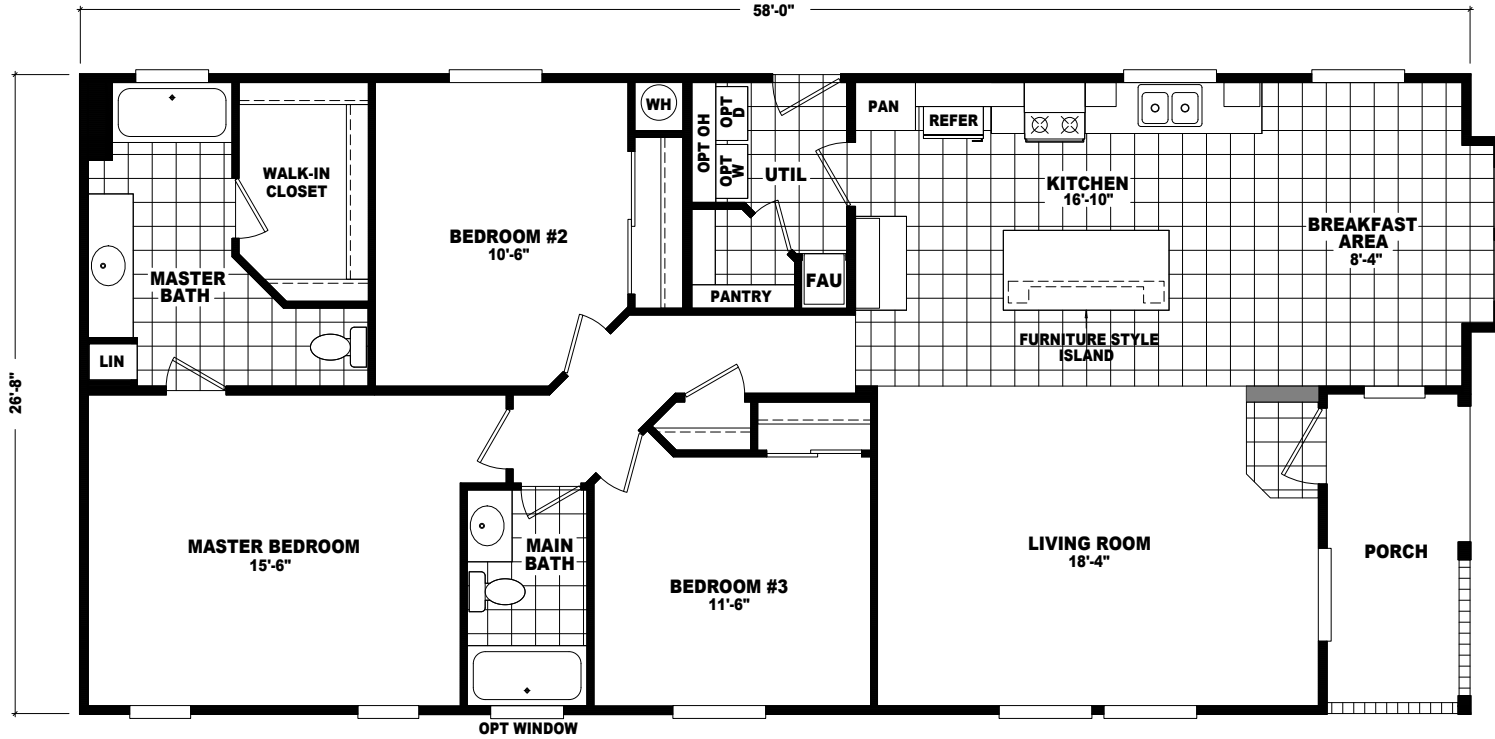 58'-0"
26'-8"
WH
OPT OH
OPT D
OPT W
PAN
REFER
UTIL
WALK-IN
CLOSET
KITCHEN
16'-10"
BREAKFAST
AREA
8'-4"
BEDROOM #2
10'-6"
MASTER
BATH
FAU
PANTRY
FURNITURE STYLE
ISLAND
LIN
MASTER BEDROOM
15'-6"
MAIN
BATH
BEDROOM #3
11'-6"
LIVING ROOM
18'-4"
PORCH
OPT WINDOW